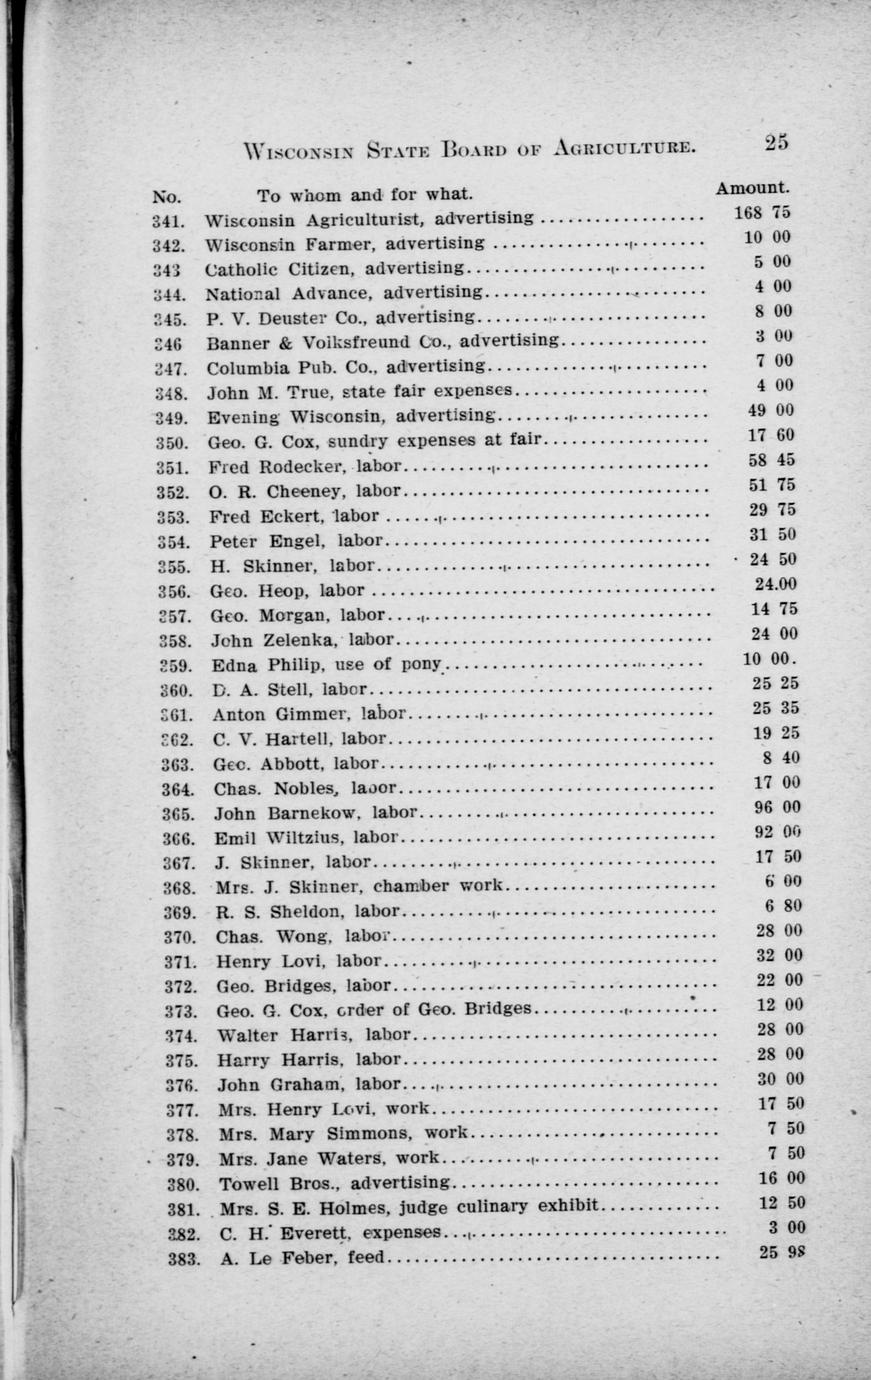 WISCONSIN STATE BOARD OF AGRICULTURE. 25
No. To whom and for what. Amount.
341. Wisconsin Agriculturist, advertising .................. 168 75
342. Wisconsin Farmer, advertising ....................... 10 00
343 Catholic Citizen, advertising.......................... 5 00
344. National Advance, advertising........................ 4 00
345. P. V. Deuster Co., advertising......................... 8 00
346 Banner & Volksfreund Co., advertising................ 3 00
347. Columbia Pub. Co., advertising........................ 7 00
348. John M. True, state fair expenses..................... 4 00
349. Evening Wisconsin, advertising....................... 49 00
350. Geo. G. Cox, sundry expenses at fair.................. 17 60
351. Fred Rodecker, labor................................. 58 45
352. O. R. Cheeney, labor................................. 51 75
353. Fred Eckert, labor ................................... 29 75
354. Peter Engel, labor................................... 31 50
355. H. Skinner, labor.................................... 24 50
356. Geo. Heop, labor ..................................... 24.00
357. Geo. Morgan, labor................................... 14 75
358. John Zelenka, labor.................................. 24 00
359. Edna Philip, use of pony............................. 10 00.
360. D. A. Stell, labor..................................... 25 25
361. Anton Gimmer, labor................................. 25 35
362. C. V. Hartell, labor................................... 19 25
363. Geo. Abbott, labor.................................... 8 40
364. Chas. Nobles, labor.................................. 17 00
365. John Barnekow, labor................................ 96 00
366. Emil Wiltzius, labor.................................. 92 00
367. J. Skinner, labor..................................... 17 50
368. Mrs. J. Skinner, chamber work....................... 6 00
369. R. S. Sheldon, labor.................................. 6 80
370. Chas. Wong, labor................................... 28 00
371. Henry Lovi, labor.................................... 32 00
372. Geo. Bridges, labor................................... 22 00
373. Geo. G. Cox, order of Geo. Bridges.................... 12 00
374. Walter Harris, labor................................. 28 00
375. Harry Harris, labor.................................. 28 00
376. John Graham, labor.................................. 30 00
377. Mrs. Henry Lovi, work............................... 17 50
378. Mrs. Mary Simmons, work........................... 7 50
379. Mrs. Jane Waters, work.............................. 7 50
380. Towell Bros., advertising............................. 16 00
381. Mrs. S. E. Holmes, judge culinary exhibit............. 12 50
382. C. H. Everett, expenses............................... 3 00
383. A. Le Feber, feed.................................... 25 98